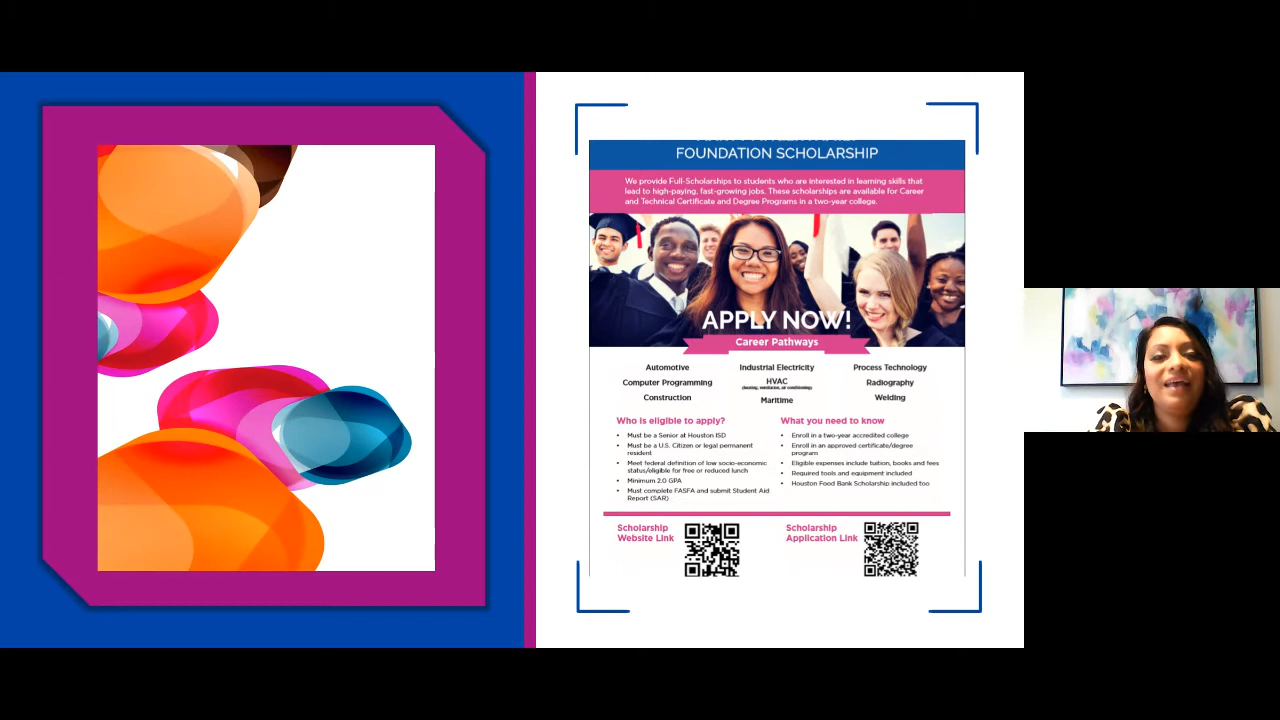 FOUNDATION SCHOLARSHIP
We provide Full-Scholarships to students who are interested in learning skills that
lead to high-paying, fast-growing jobs. These scholarships are available for Career
and Technical Certificate and Degree Programs in a two-year college.
APPLY NOW!
Career Pathways
Automotive
Computer Programming
Construction
Industrial Electricity
HVAC
(heating, ventilation, air conditioning)
Maritime
Process Technology
Radiography
Welding
Who is eligible to apply?
• Must be a Senior at Houston ISD
• Must be a U.S. Citizen or legal permanent
resident
• Meet federal definition of low socio-economic
status/eligible for free or reduced lunch
• Minimum 2.0 GPA
• Must complete FASFA and submit Student Aid
Report (SAR)
What you need to know
• Enroll in a two-year accredited college
• Enroll in an approved certificate/degree
program
• Eligible expenses include tuition, books and fees
• Required tools and equipment included
• Houston Food Bank Scholarship included too
Scholarship
Website Link
Scholarship
Application Link